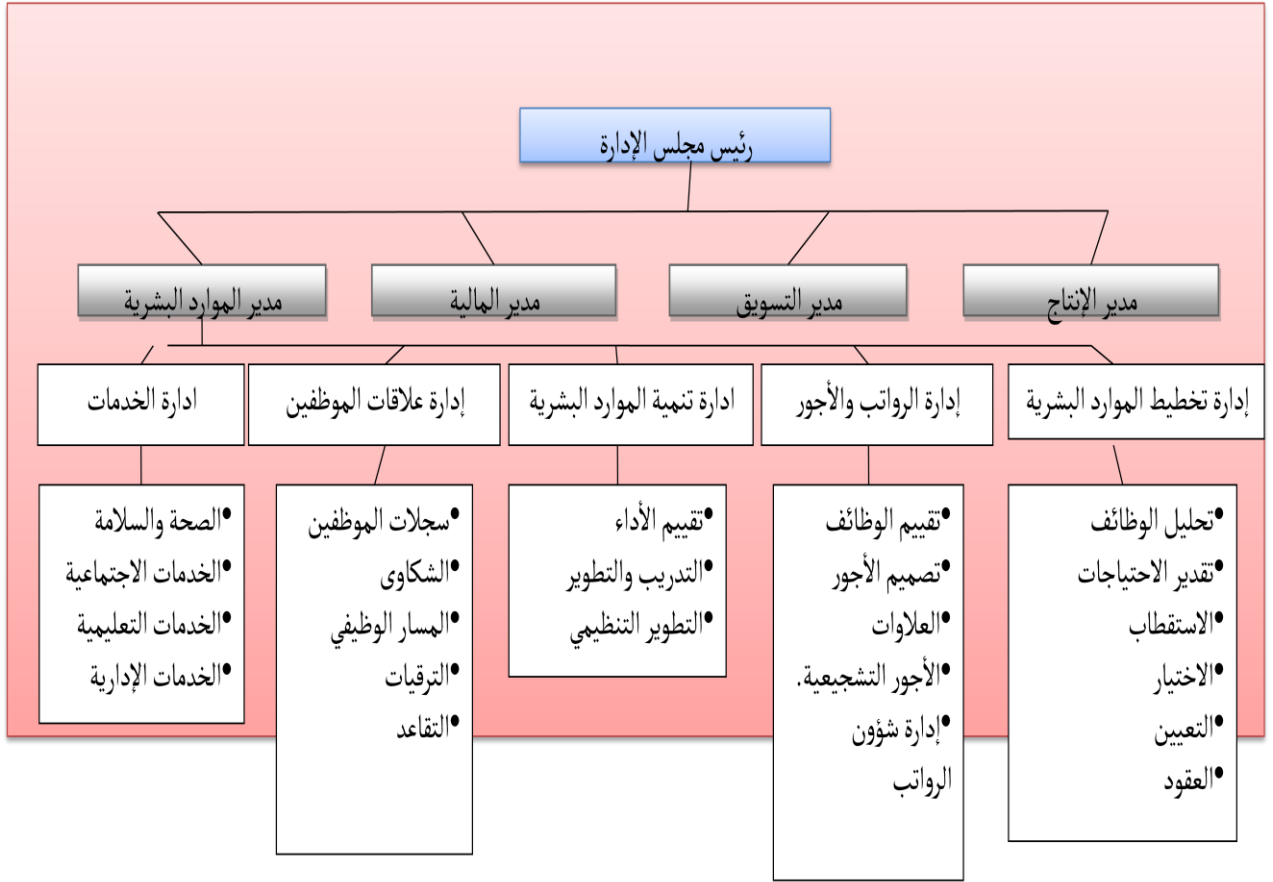 رئيس مجلس الإدارة
مدير الإنتاج
مدير التسويق
مدير المالية
مدير الموارد البشرية
إدارة تخطيط الموارد البشرية
إدارة الرواتب والأجور
ادارة تنمية الموارد البشرية
إدارة علاقات الموظفين
ادارة الخدمات
•تحليل الوظائف
•تقدير الاحتياجات
•الاستقطاب
•الاختيار
•التعيين
•العقود
•تقييم الوظائف
•تصميم الأجور
•العلاوات
•الأجور التشجيعية.
•إدارة شؤون
الرواتب
•تقييم الأداء
•التدريب والتطوير
•التطوير التنظيمي
•سجلات الموظفين
•الشكاوى
•المسار الوظيفي
•الترقيات
•التقاعد
•الصحة والسلامة
•الخدمات الاجتماعية
•الخدمات التعليمية
•الخدمات الإدارية